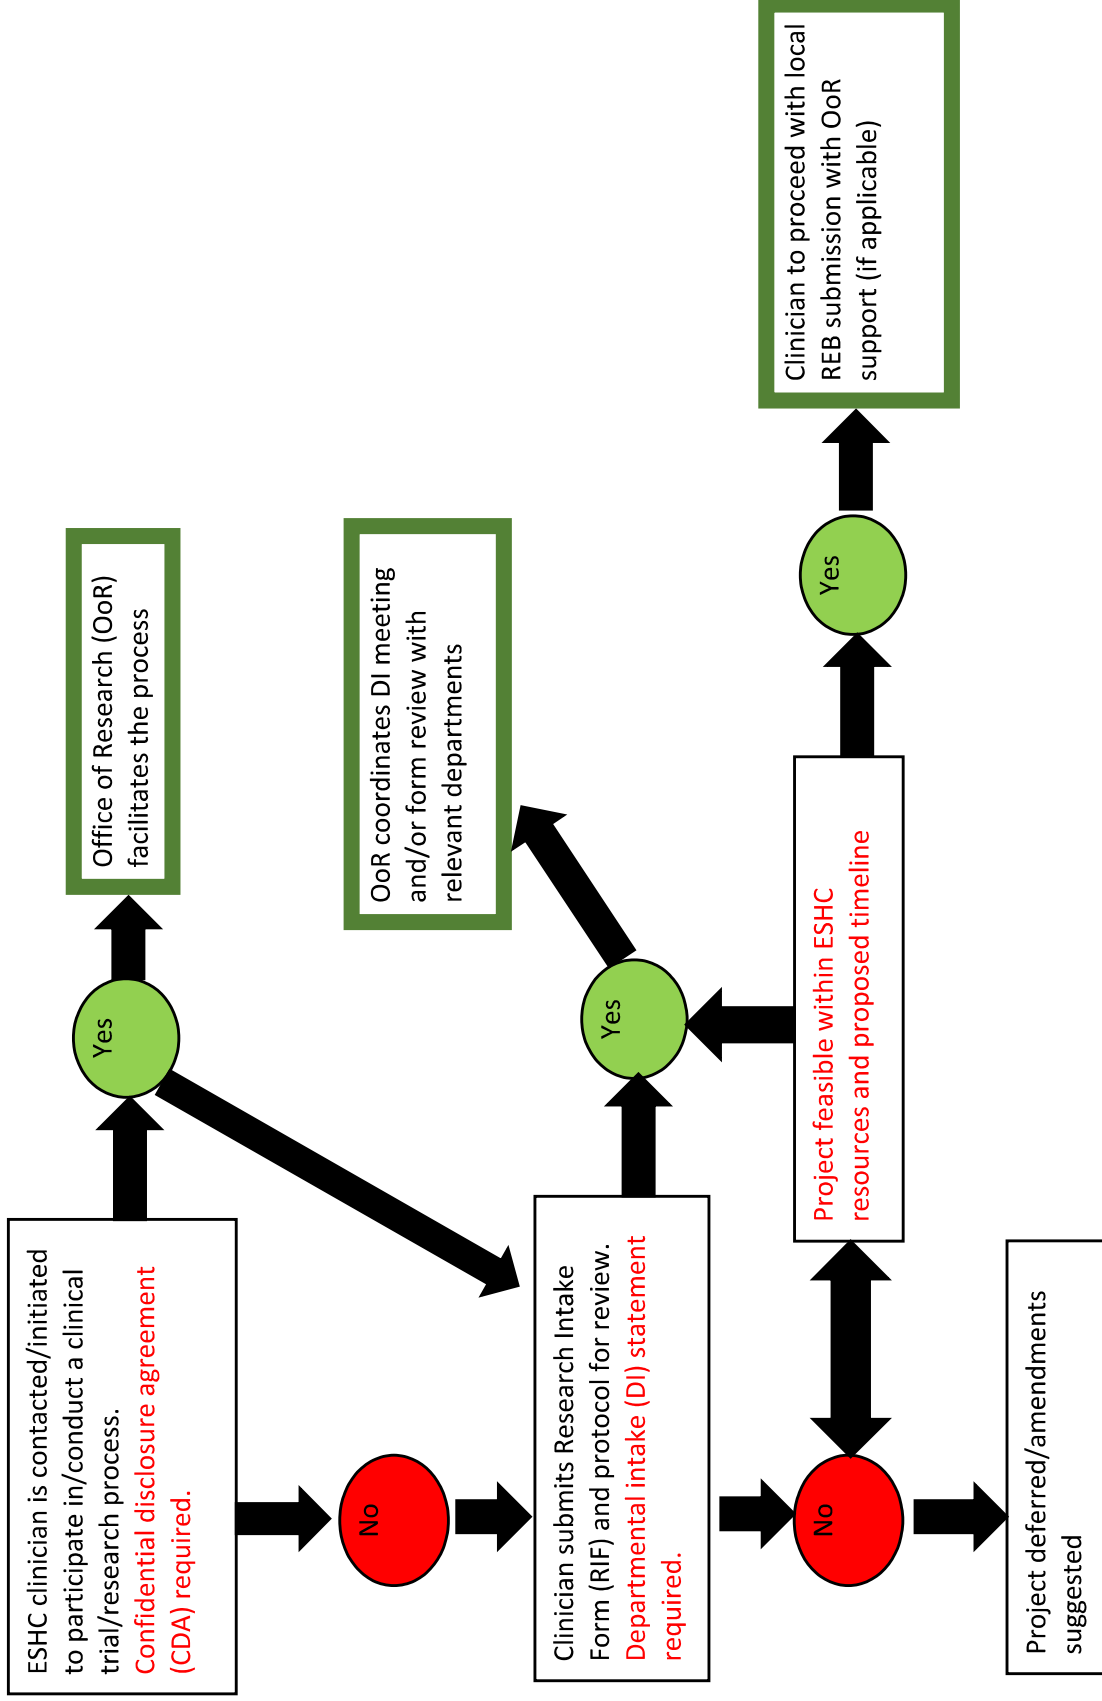 ESHC clinician is contacted/initiated
to participate in/conduct a clinical
trial/research process.
Confidential disclosure agreement
(CDA) required.
Yes
Office of Research (OoR)
facilitates the process
No
Clinician submits Research Intake
Form (RIF) and protocol for review.
Departmental intake (DI) statement
required.
Yes
OoR coordinates DI meeting
and/or form review with
relevant departments
No
Project feasible within ESHC
resources and proposed timeline
Yes
Clinician to proceed with local
REB submission with OoR
support (if applicable)
Project deferred/amendments
suggested